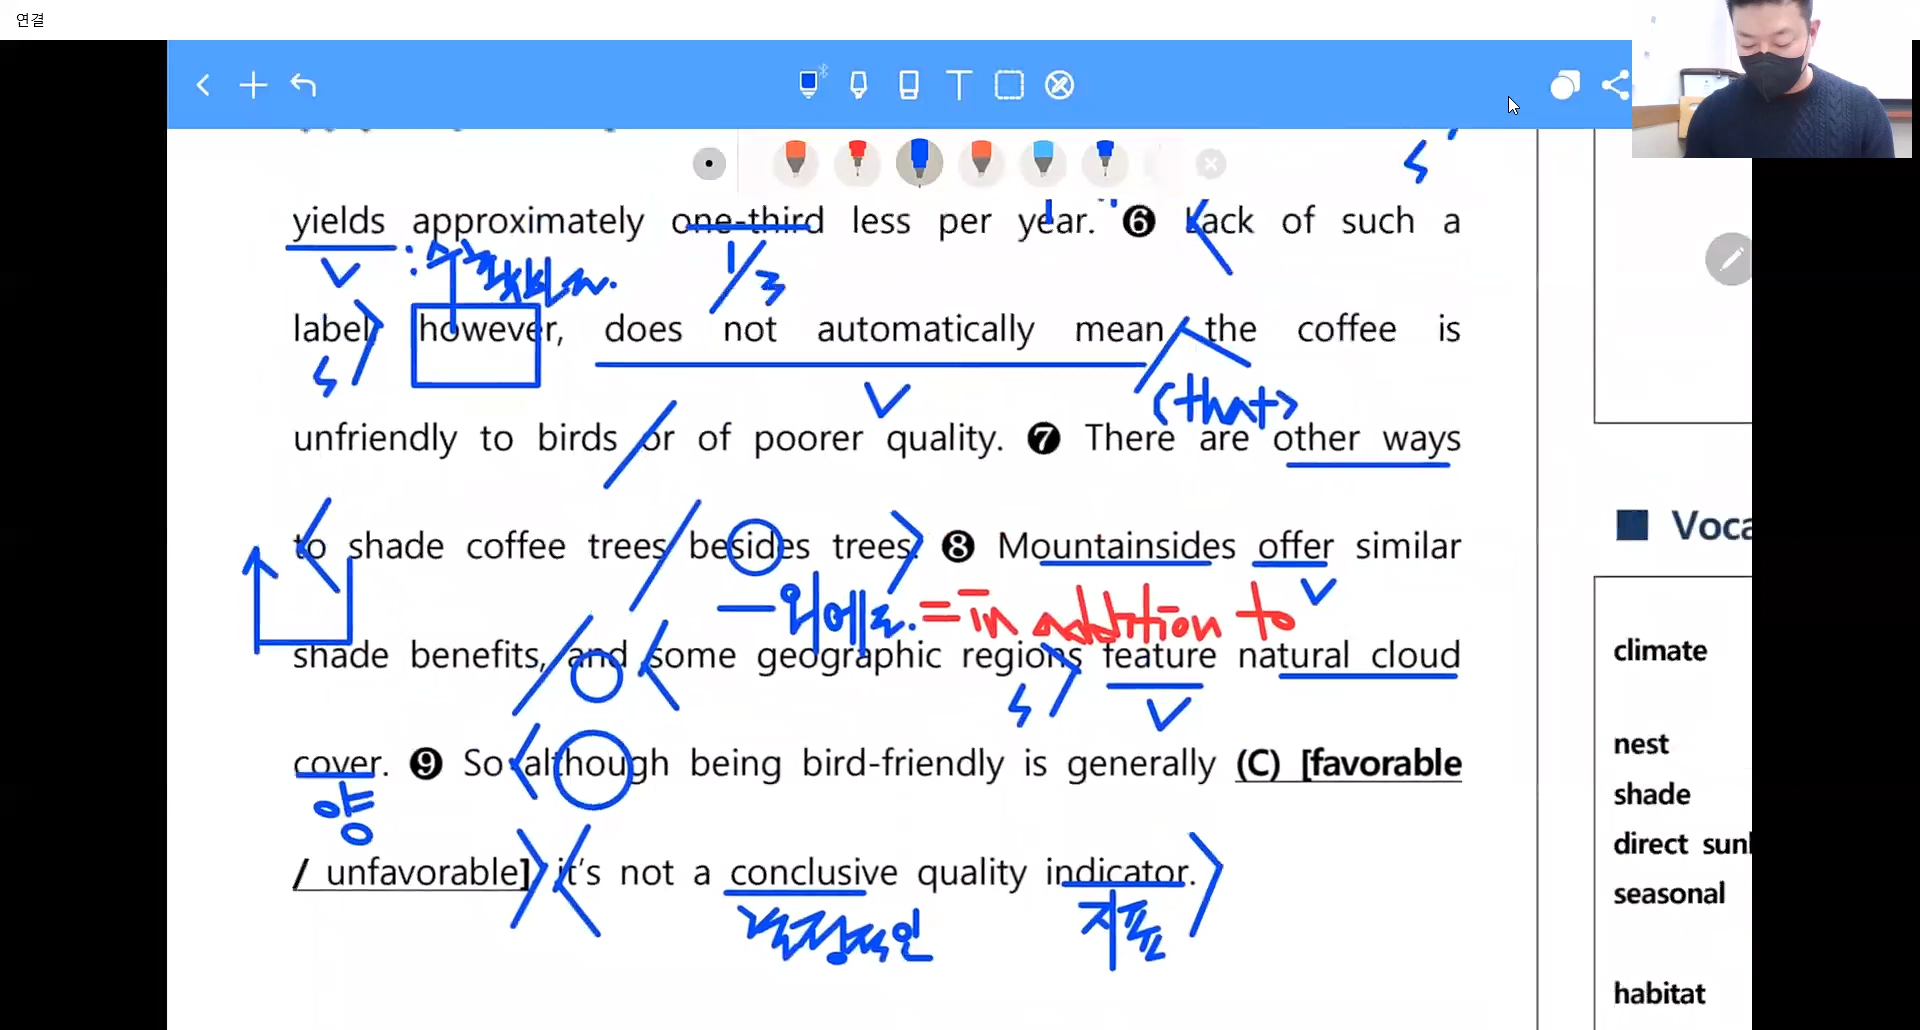 연결
yields approximately one-third less per year. ❻ Lack of such a
1/3
label, however, does not automatically mean the coffee is
s
v
v
(that)
unfriendly to birds or of poorer quality. ❼ There are other ways
to shade coffee trees besides trees. ❽ Mountainsides offer similar
-외에도. = in addition to
v
shade benefits, and some geographic regions feature natural cloud
s
v
cover. ❾ So although being bird-friendly is generally (C) [favorable
양
/ unfavorable], it's not a conclusive quality indicator.
결정적인
지표
Voca
climate
nest
shade
direct sunl
seasonal
habitat